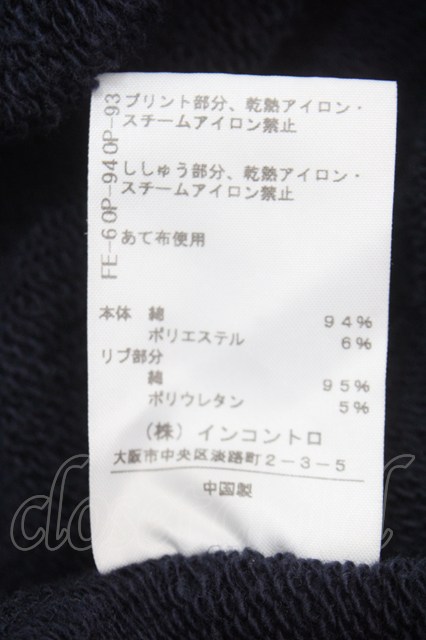 プリント部分、乾熱アイロン・
スチームアイロン禁止
ししゅう部分、乾熱アイロン・
スチームアイロン禁止
あて布使用
FE-60P-940P-93
本体 綿 94%
ポリエステル 6%
リブ部分
綿 95%
ポリウレタン 5%
(株) インコントロ
大阪市中央区淡路町2-3-5
中国製